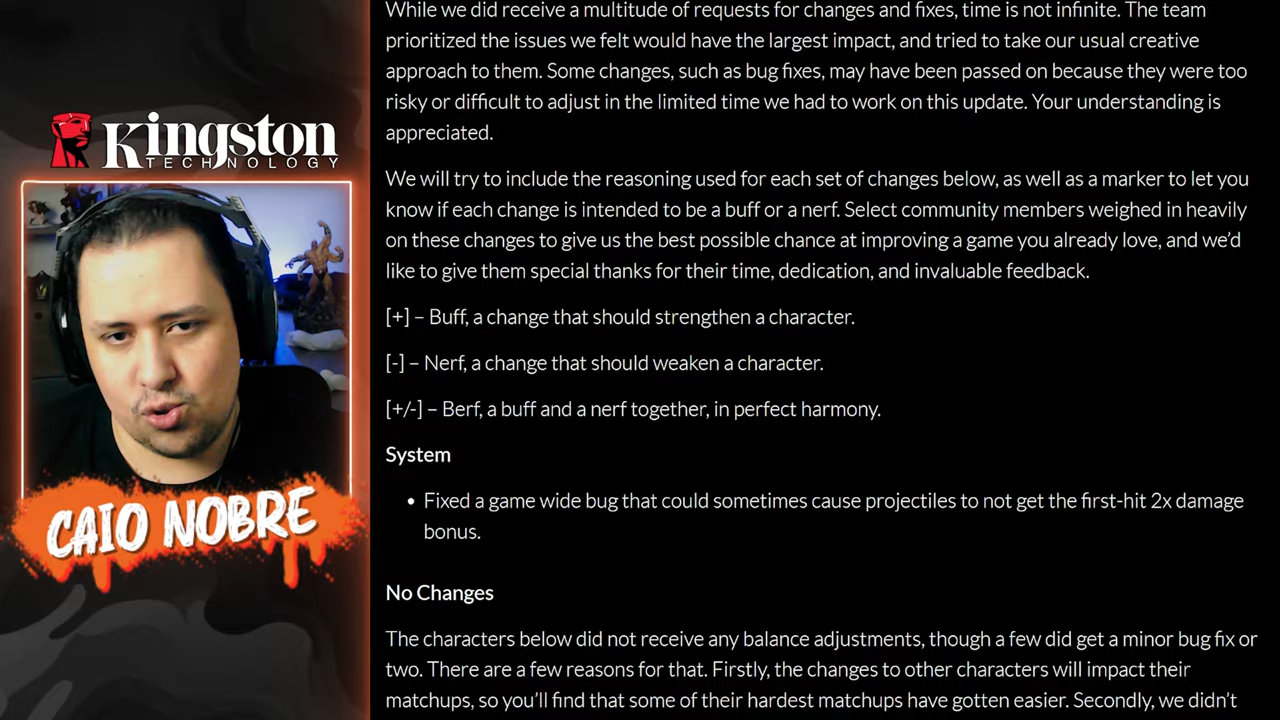 While we did receive a multitude of requests for changes and fixes, time is not infinite. The team
prioritized the issues we felt would have the largest impact, and tried to take our usual creative
approach to them. Some changes, such as bug fixes, may have been passed on because they were too
risky or difficult to adjust in the limited time we had to work on this update. Your understanding is
appreciated.
We will try to include the reasoning used for each set of changes below, as well as a marker to let you
know if each change is intended to be a buff or a nerf. Select community members weighed in heavily
on these changes to give us the best possible chance at improving a game you already love, and we’d
like to give them special thanks for their time, dedication, and invaluable feedback.
[+] – Buff, a change that should strengthen a character.
[-] – Nerf, a change that should weaken a character.
[+/-] – Berf, a buff and a nerf together, in perfect harmony.
System
• Fixed a game wide bug that could sometimes cause projectiles to not get the first-hit 2x damage
bonus.
No Changes
The characters below did not receive any balance adjustments, though a few did get a minor bug fix or
two. There are a few reasons for that. Firstly, the changes to other characters will impact their
matchups, so you’ll find that some of their hardest matchups have gotten easier. Secondly, we didn’t
Kingston
TECHNOLOGY
CAIO NOBRE